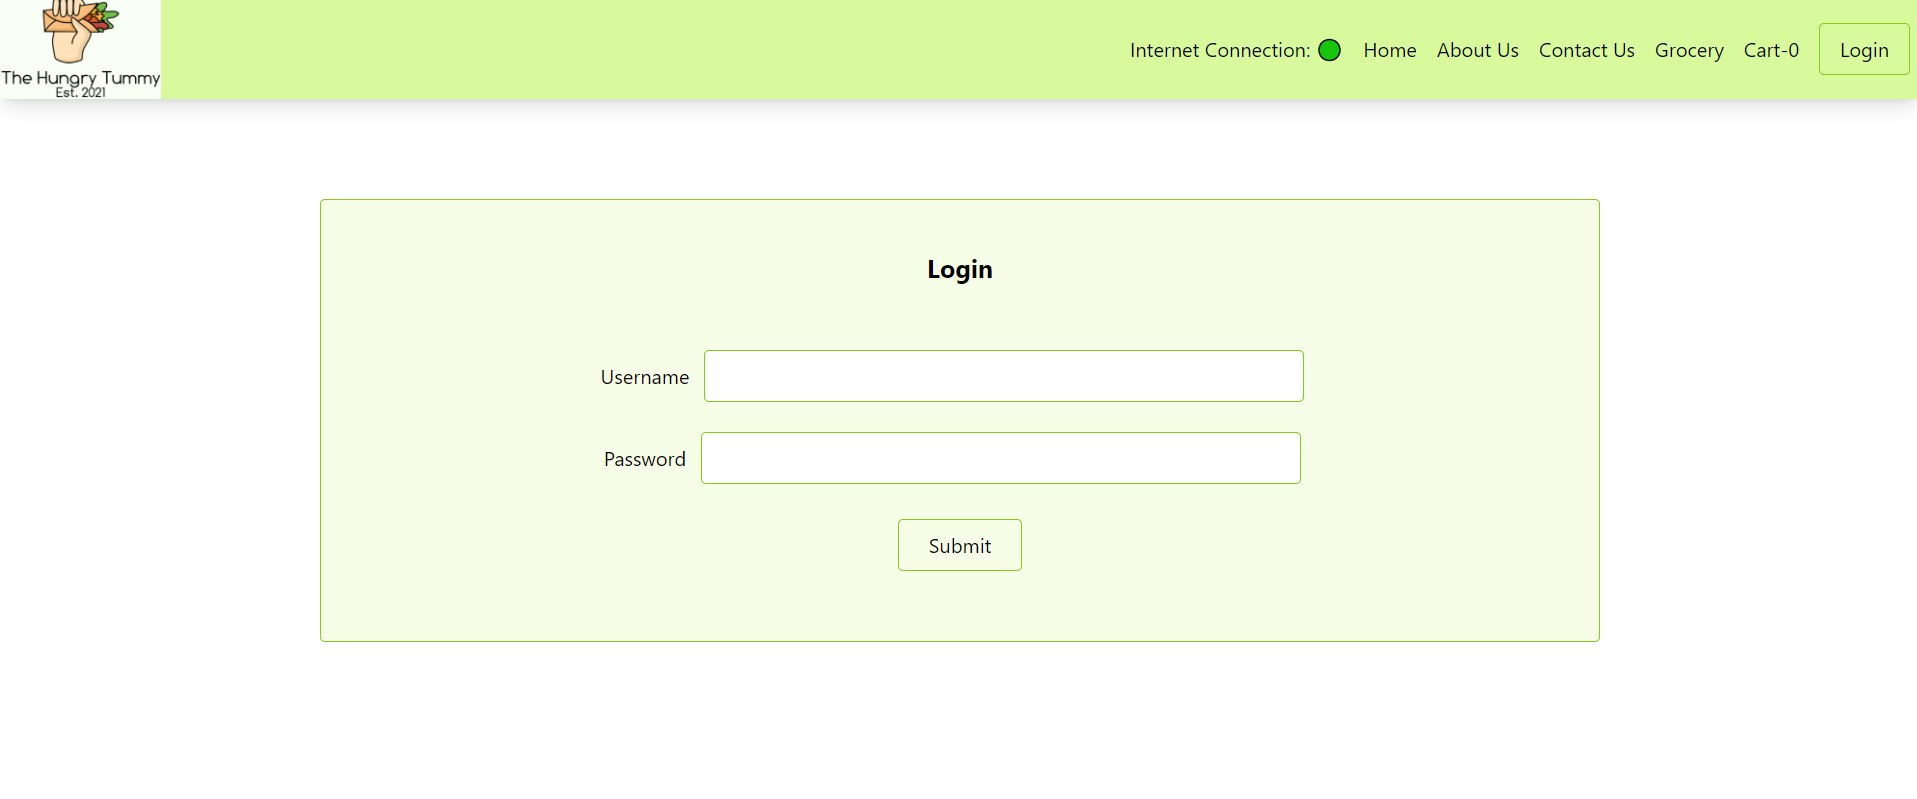 The Hungry Tummy
Est. 2021
Internet Connection: Home About Us Contact Us Grocery Cart-0 Login
Login
Username
Password
Submit